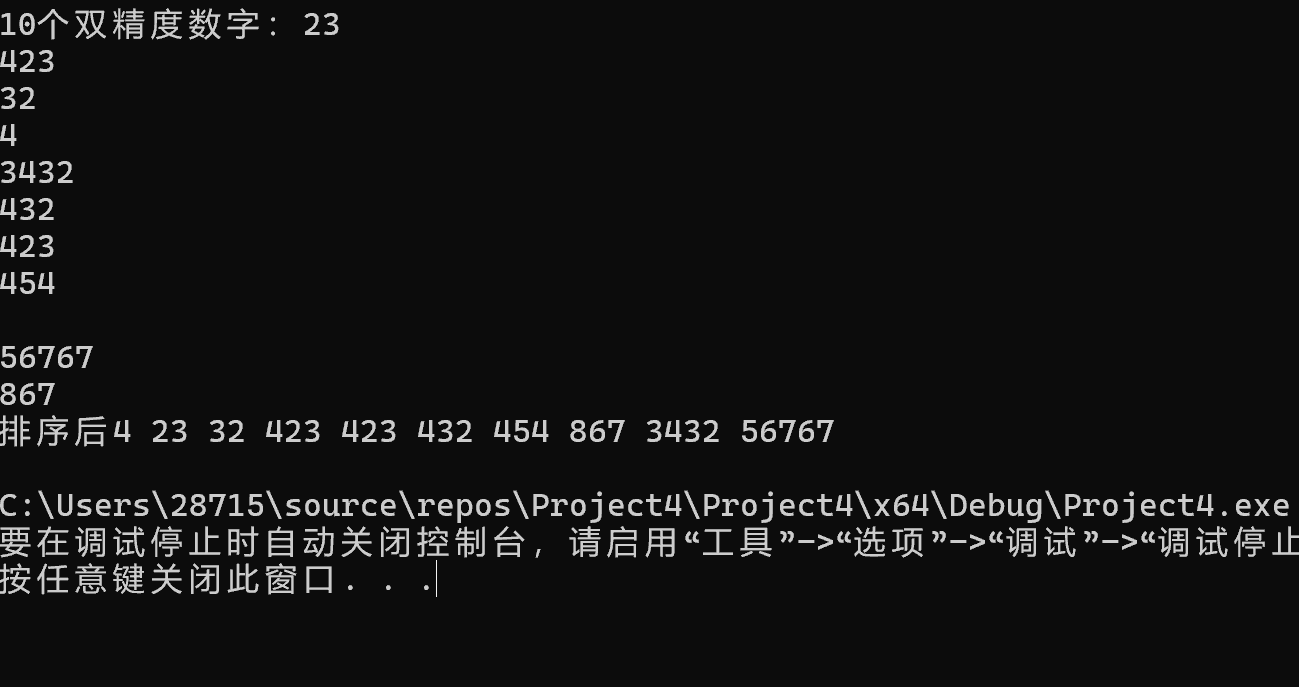 10个双精度数字：23
423
32
4
3432
432
423
454
56767
867
排序后4 23 32 423 423 432 454 867 3432 56767
C:\Users\28715\source\repos\Project4\Project4\x64\Debug\Project4.exe
要在调试停止时自动关闭控制台，请启用“工具”->“选项”->“调试”->“调试停止
按任意键关闭此窗口. . .